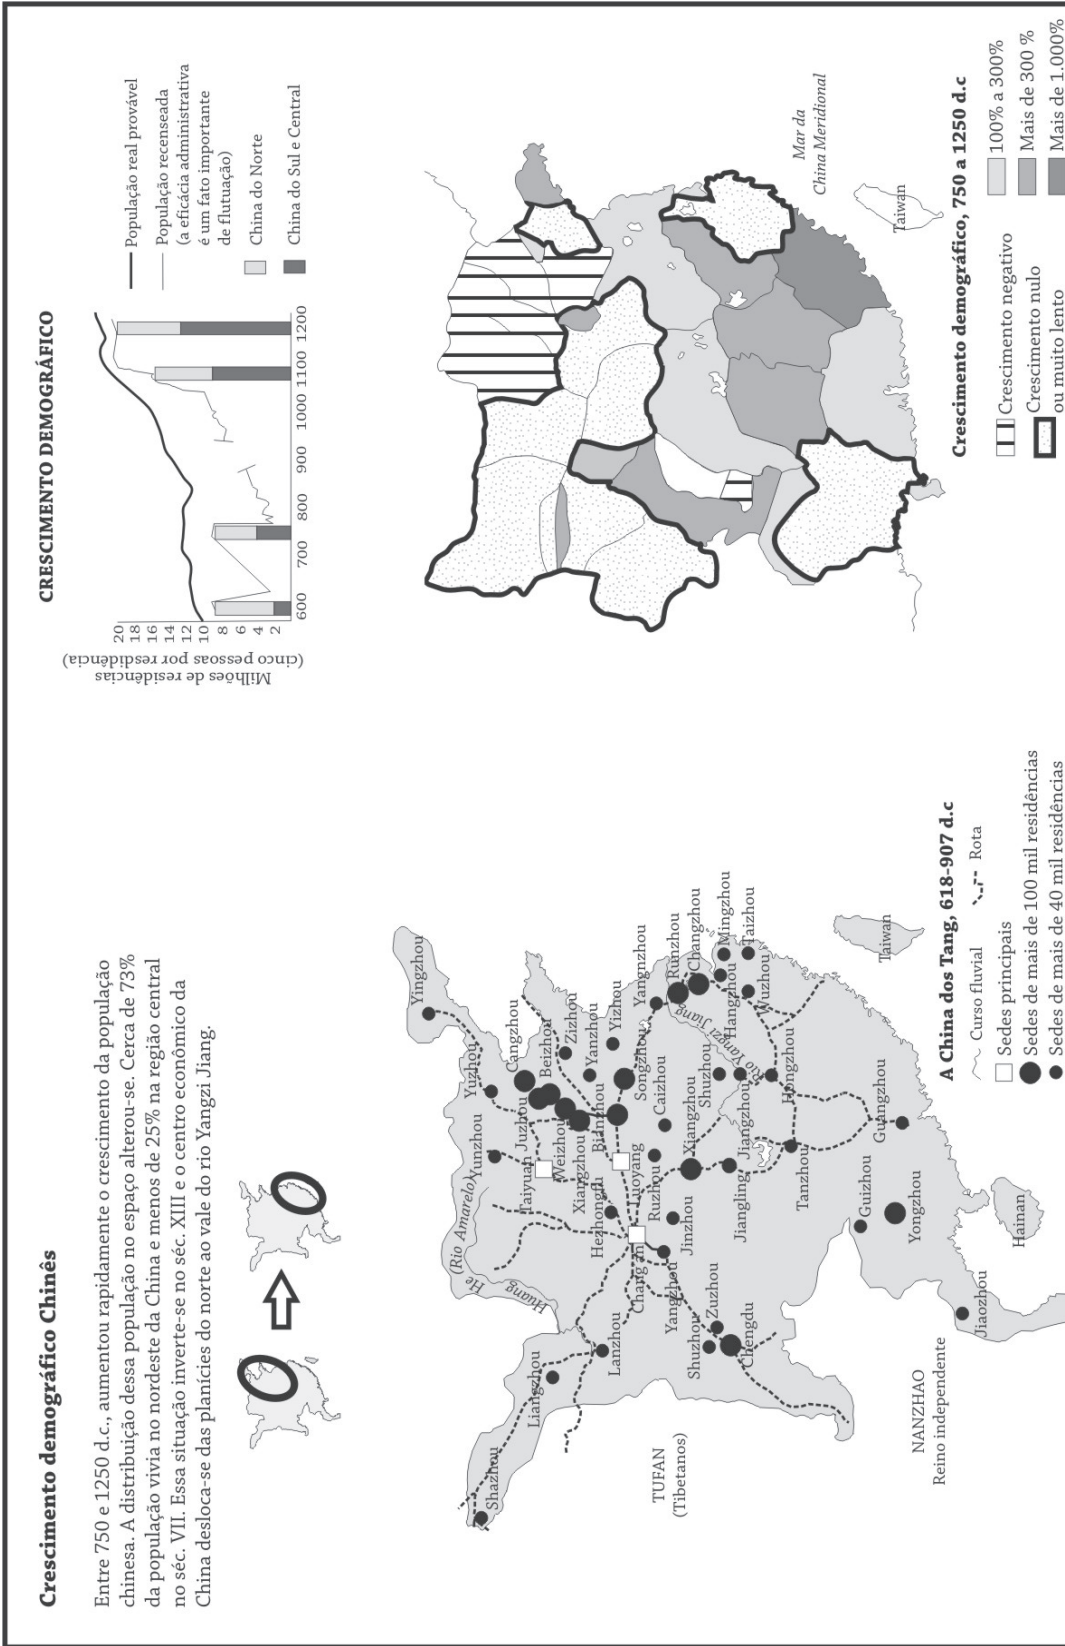 Crescimento demográfico Chinês
Entre 750 e 1250 d.c., aumentou rapidamente o crescimento da população
chinesa. A distribuição dessa população no espaço alterou-se. Cerca de 73%
da população vivia no nordeste da China e menos de 25% na região central
no séc. VII. Essa situação inverte-se no séc. XIII e o centro econômico da
China desloca-se das planícies do norte ao vale do rio Yangzi Jiang.
CRESCIMENTO DEMOGRÁFICO
Milhões de residências
(cinco pessoas por resdidência)
20
18
16
14
12
10
8
6
4
2
600
700
800
900
1000
1100
1200
População real provável
População recenseada
(a eficácia administrativa
é um fato importante
de flutuação)
China do Norte
China do Sul e Central
Shazhou
Liangzhou
Lanzhou
Huang
He
(Rio Amarelo)
Yunzhou
Yuzhou
Yingzhou
Taiyuan
Juzhou
Cangzhou
Beizhou
Weizhou
Zizhou
Xiangzhou
Yanzhou
Hezhongfu
Bianzhou
Yizhou
Chang'an
Luoyang
Songzhou
Yangnzhou
Ruzhou
Caizhou
Runzhou
Yangzhou
Jinzhou
Xiangzhou
Shuzhou
Changzhou
Zuzhou
Shuzhou
Chengdu
Jiangling
Jiangzhou
Rio Yangzi Jiang
Hangzhou
Mingzhou
Taizhou
Wuzhou
Tanzhou
Hongzhou
TUFAN
(Tibetanos)
Guizhou
Guangzhou
Yongzhou
Taiwan
NANZHAO
Reino independente
Jiaozhou
Hainan
A China dos Tang, 618-907 d.c
Curso fluvial
Rota
Sedes principais
Sedes de mais de 100 mil residências
Sedes de mais de 40 mil residências
Mar da
China Meridional
Taiwan
Crescimento demográfico, 750 a 1250 d.c
Crescimento negativo
Crescimento nulo
ou muito lento
100% a 300%
Mais de 300 %
Mais de 1.000%